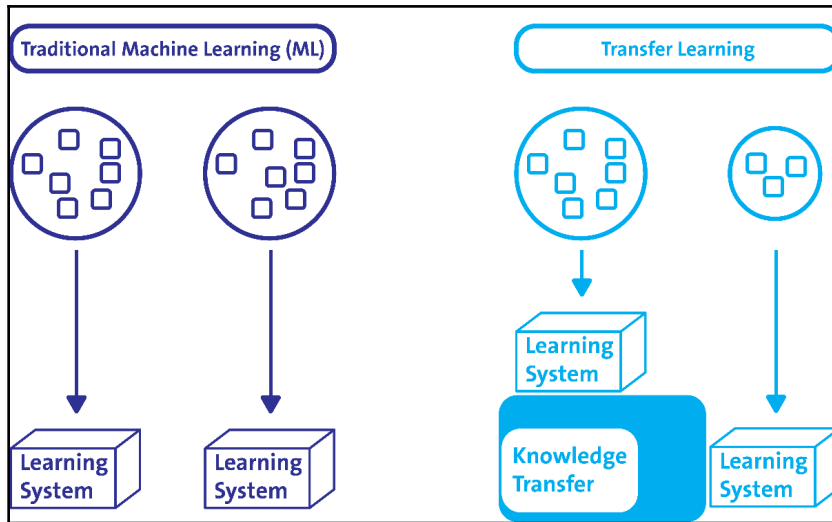 Traditional Machine Learning (ML)
Transfer Learning
Learning
System
Knowledge
Transfer
Learning
System
Learning
System
Learning
System